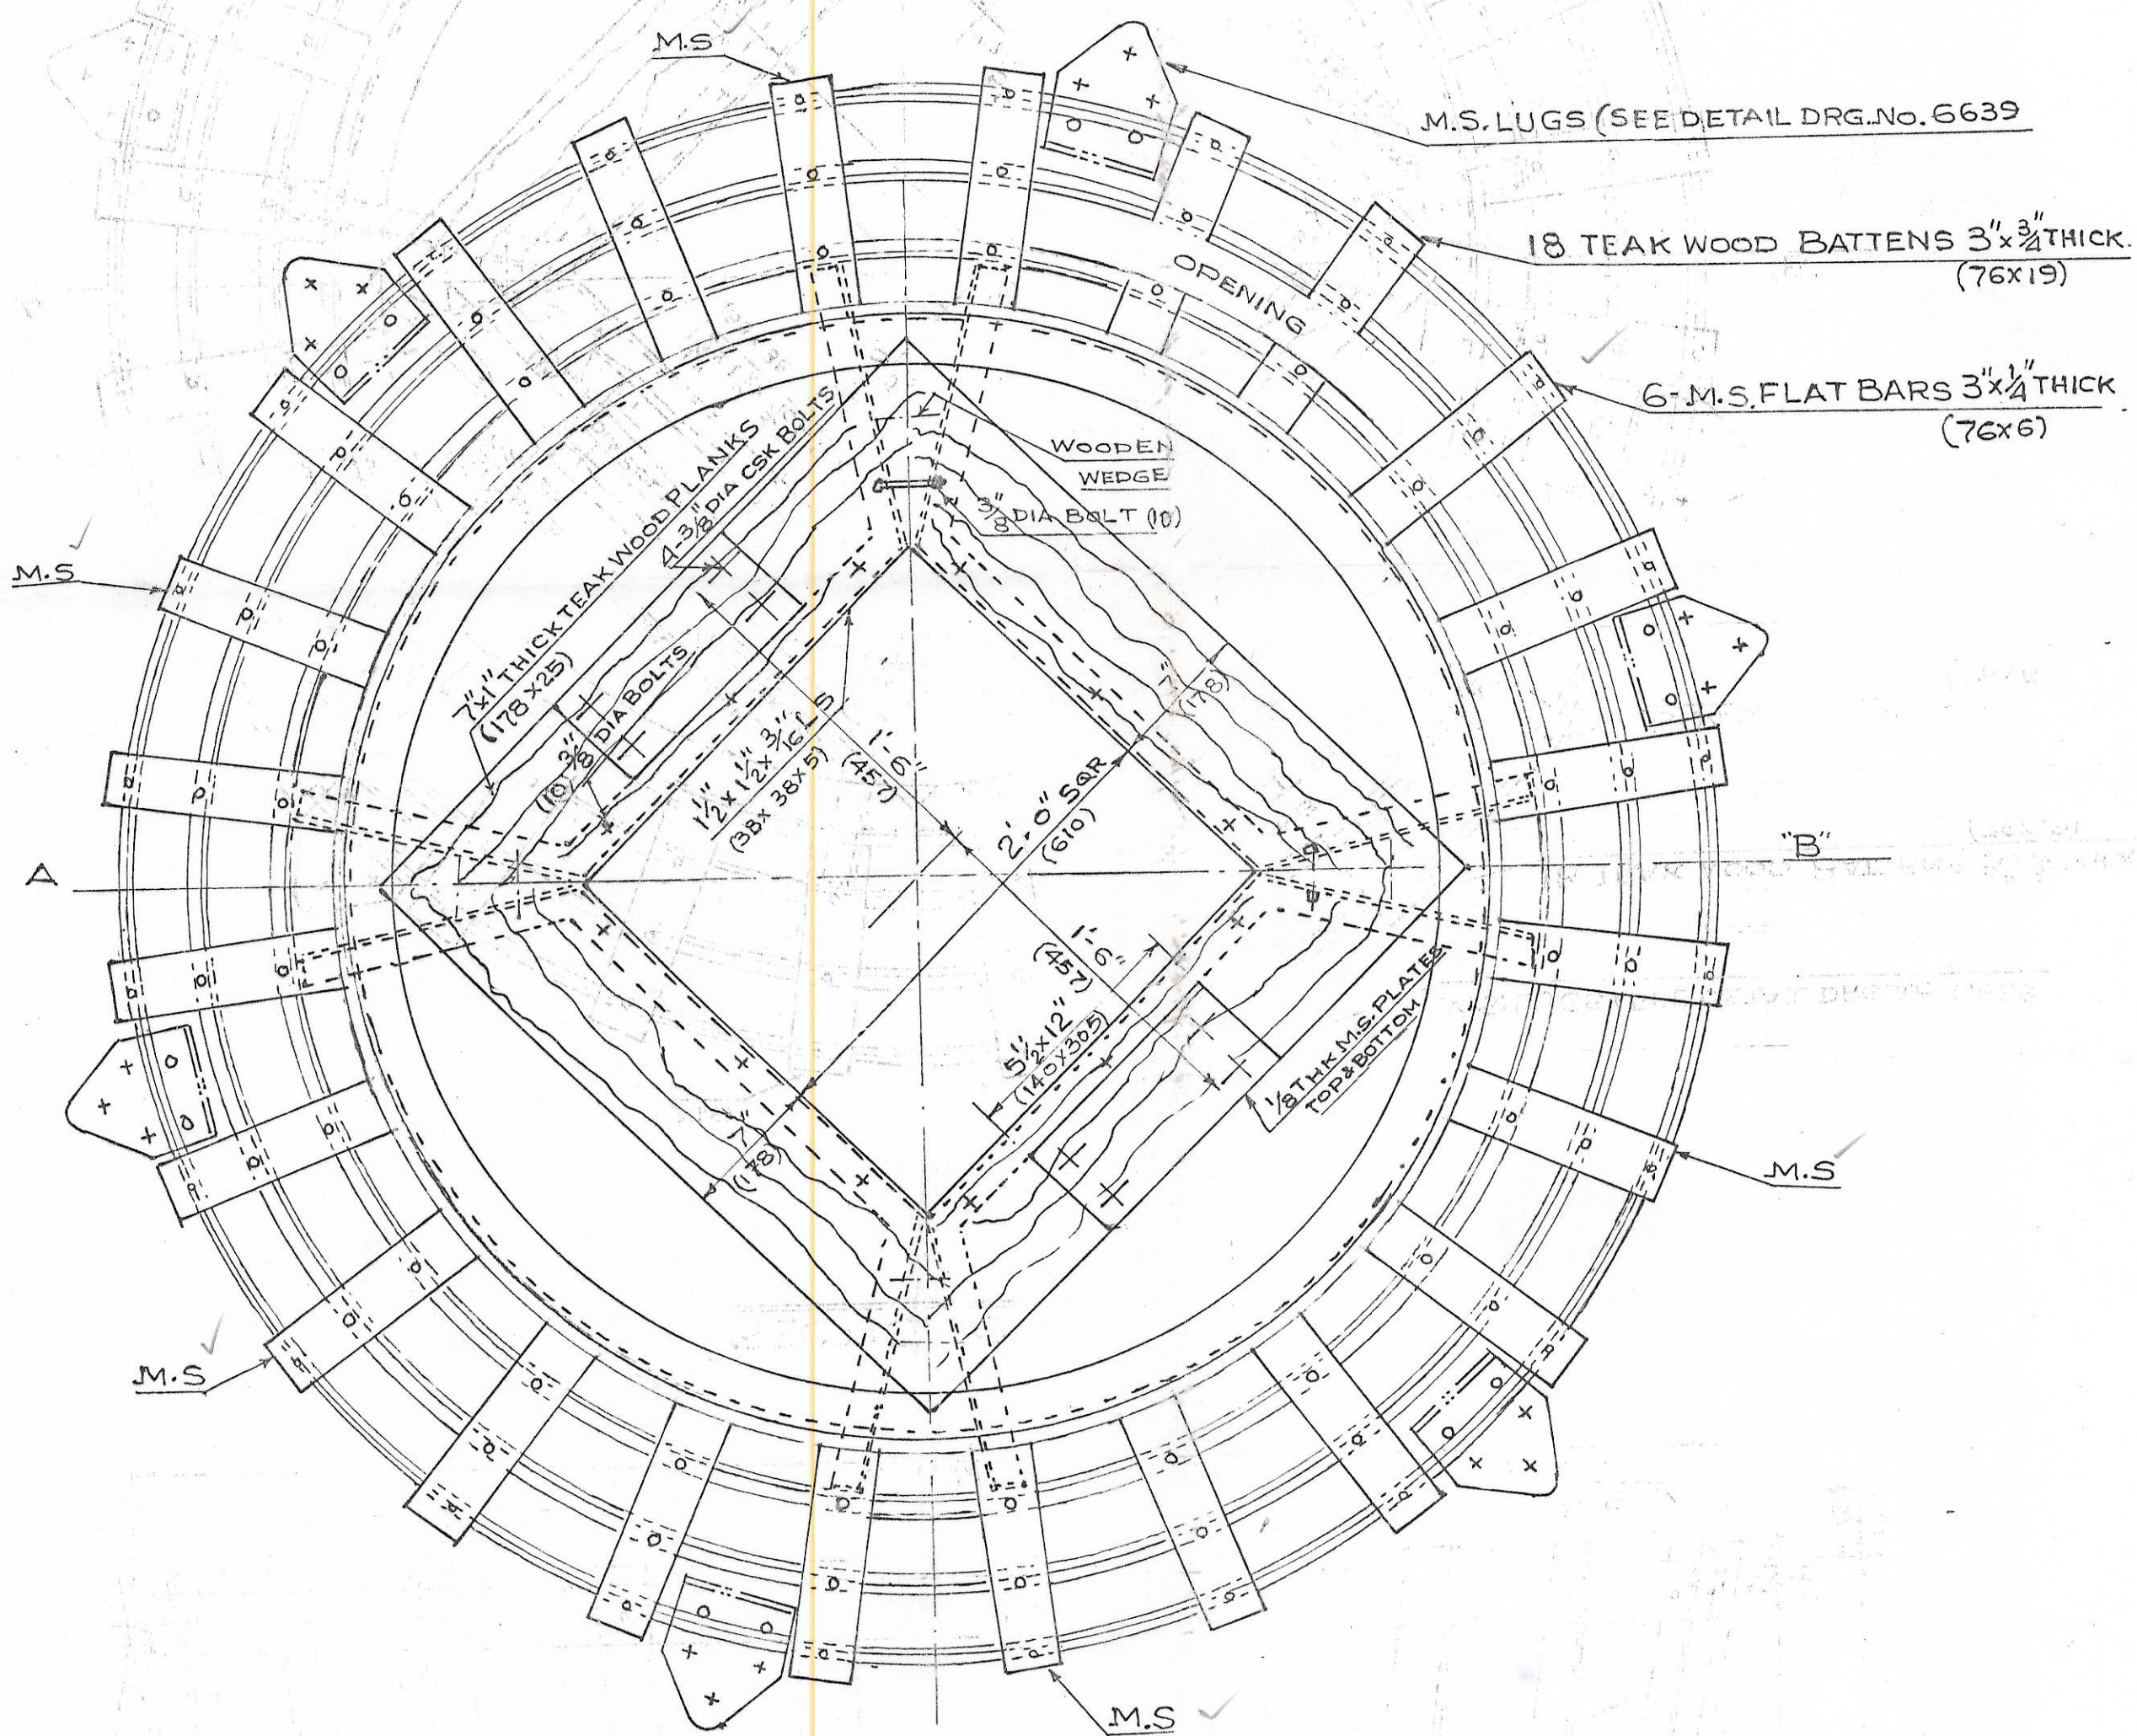 M.S
M.S. LUGS (SEE DETAIL DRG. No. 6639
18 TEAK WOOD BATTENS 3"x 3/4" THICK.
(76x19)
OPENING
6-M.S. FLAT BARS 3"x 1/4" THICK
(76x6)
WOODEN
WEDGE
3/8" DIA BOLT (10)
7"x1" THICK TEAK WOOD PLANKS
(178x25)
4-3/8" DIA CSK BOLTS
M.S
3/8" DIA BOLTS
(10)
1 1/2" x 1 1/2" x 3/16" LS
(38x 38x5)
1'-6"
(457)
7"
(178)
2'.0" SQR
(610)
A
"B"
1'-6"
(457)
5 1/2"x12"
(140x305)
1/8 THK M.S. PLATES
TOP & BOTTOM
7"
(178)
M.S
M.S
M.S